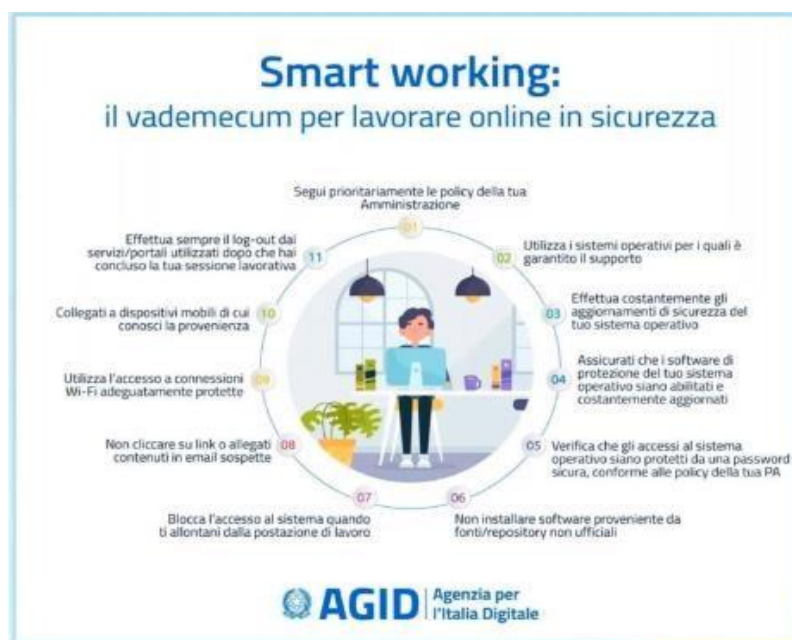 Smart working:
il vademecum per lavorare online in sicurezza
01
Segui prioritariamente le policy della tua
Amministrazione
02
Utilizza i sistemi operativi per i quali è
garantito il supporto
03
Effettua costantemente gli
aggiornamenti di sicurezza del
tuo sistema operativo
04
Assicurati che i software di
protezione del tuo sistema
operativo siano abilitati e
costantemente aggiornati
05
Verifica che gli accessi al sistema
operativo siano protetti da una password
sicura, conforme alle policy della tua PA
06
Non installare software proveniente da
fonti/repository non ufficiali
07
Blocca l'accesso al sistema quando
ti allontani dalla postazione di lavoro
08
Non cliccare su link o allegati
contenuti in email sospette
09
Utilizza l'accesso a connessioni
Wi-Fi adeguatamente protette
10
Collegati a dispositivi mobili di cui
conosci la provenienza
11
Effettua sempre il log-out dai
servizi/portali utilizzati dopo che hai
concluso la tua sessione lavorativa
AGID
Agenzia per
l'Italia Digitale